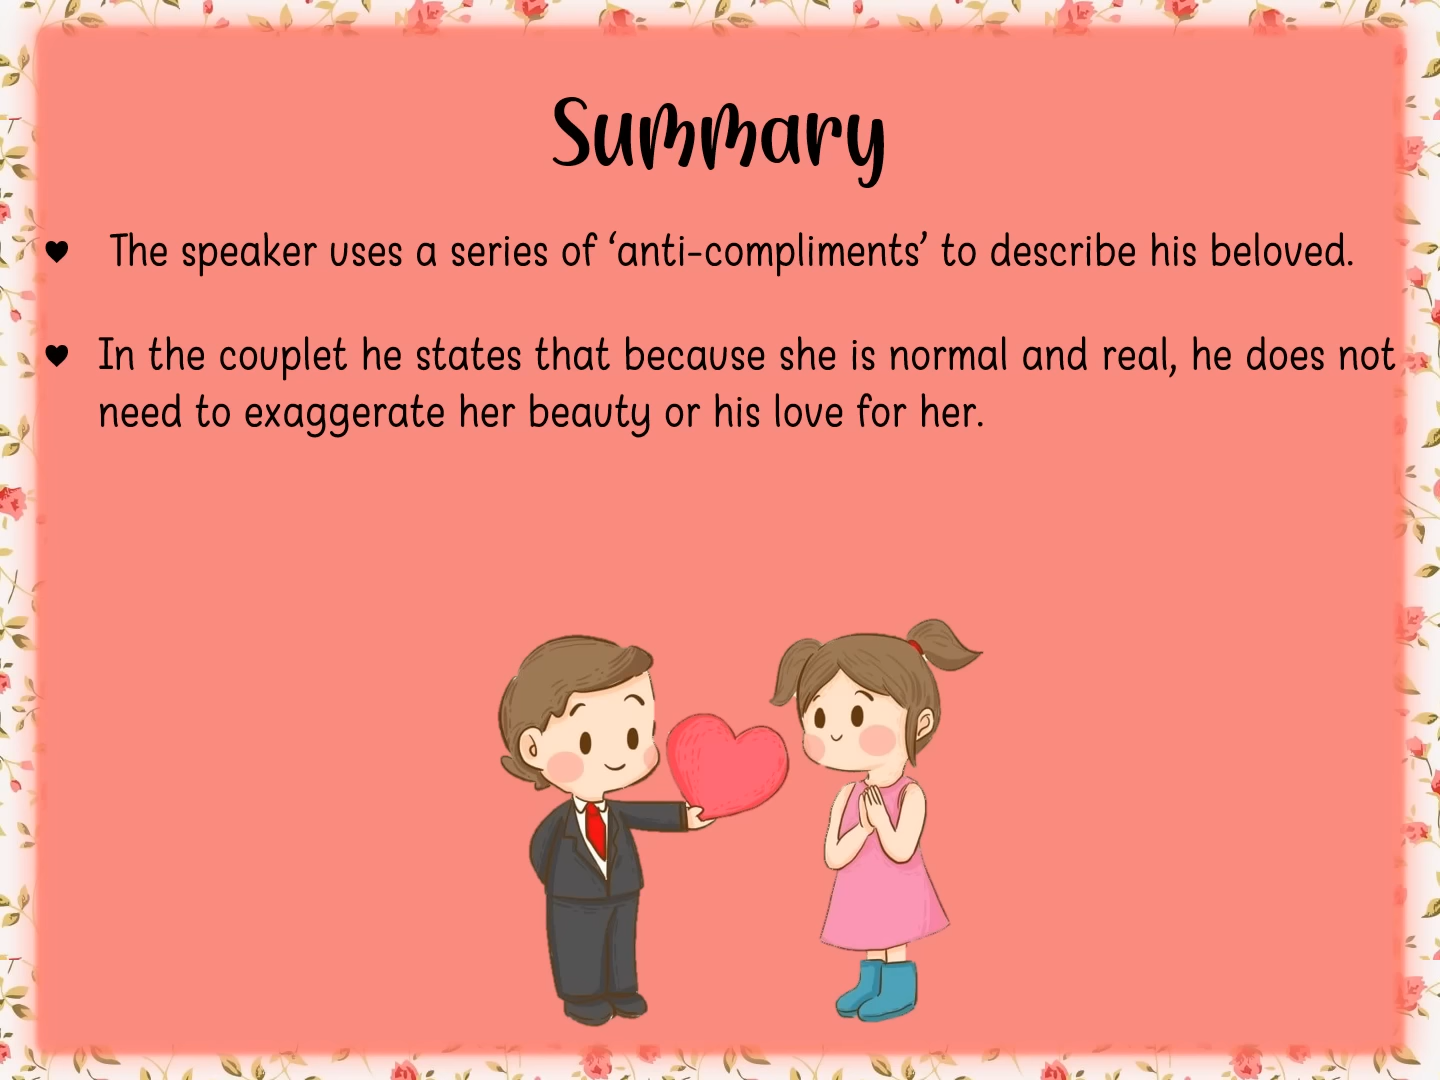 Summary
♥ The speaker uses a series of ‘anti-compliments’ to describe his beloved.
♥ In the couplet he states that because she is normal and real, he does not
need to exaggerate her beauty or his love for her.